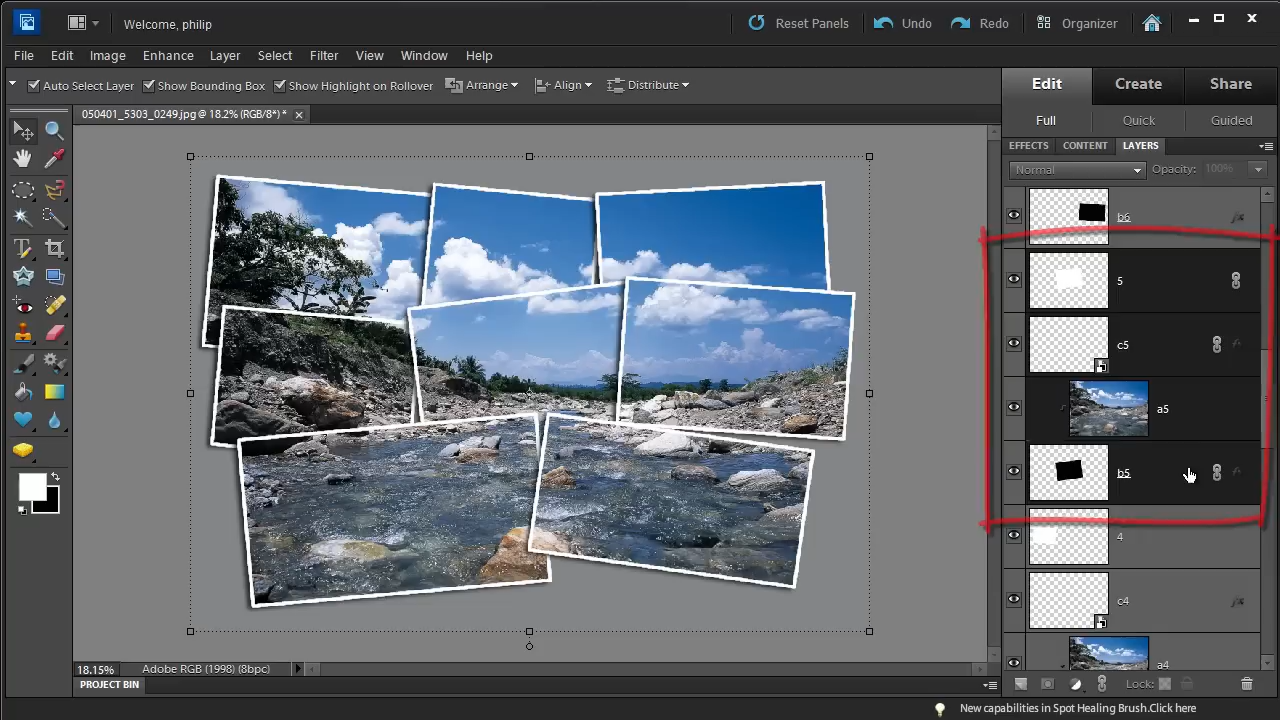 Welcome, philip
Reset Panels
Undo
Redo
Organizer
File Edit Image Enhance Layer Select Filter View Window Help
Auto Select Layer Show Bounding Box Show Highlight on Rollover Arrange Align Distribute
Edit Create Share
050401_5303_0249.jpg @ 18.2% (RGB/8*) *
Full Quick Guided
EFFECTS CONTENT LAYERS
Normal Opacity: 100%
b6 fx
5
c5
a5
b5
4
c4 fx
a4
18.15% Adobe RGB (1998) (8bpc)
Lock:
PROJECT BIN
New capabilities in Spot Healing Brush.Click here